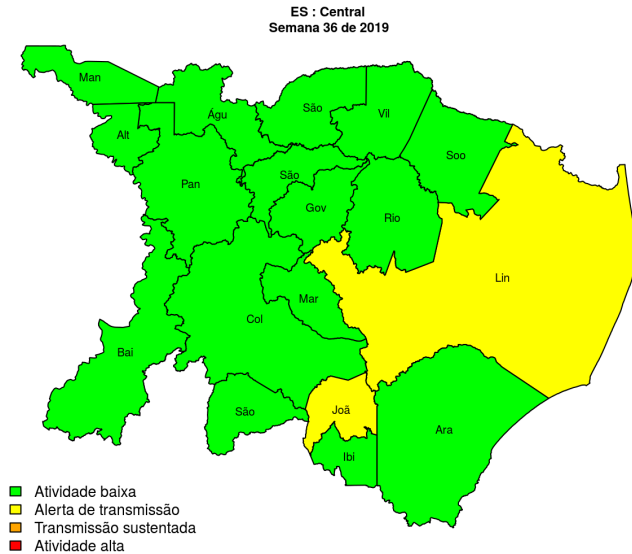 ES : Central
Semana 36 de 2019
Man
São
Vil
Águ
Alt
Soo
São
Pan
Gov
Rio
Lin
Mar
Col
Bai
São
Joã
Ara
Ibi
Atividade baixa
Alerta de transmissão
Transmissão sustentada
Atividade alta